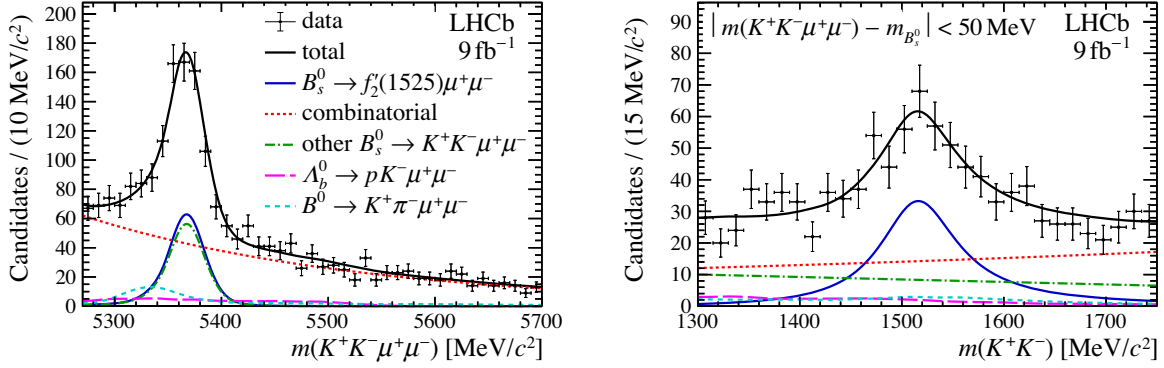 Candidates / (10 MeV/c²)
180
160
140
120
100
80
60
40
20
0
5300
5400
5500
5600
5700
m(K⁺K⁻μ⁺μ⁻) [MeV/c²]
LHCb
9 fb⁻¹
data
total
B⁰ₛ → f′₂(1525)μ⁺μ⁻
combinatorial
other B⁰ₛ → K⁺K⁻μ⁺μ⁻
Λ⁰_b → pK⁻μ⁺μ⁻
B⁰ → K⁺π⁻μ⁺μ⁻
Candidates / (15 MeV/c²)
90
80
70
60
50
40
30
20
10
0
1300
1400
1500
1600
1700
m(K⁺K⁻) [MeV/c²]
| m(K⁺K⁻μ⁺μ⁻) − m_{B⁰ₛ} | < 50 MeV
LHCb
9 fb⁻¹